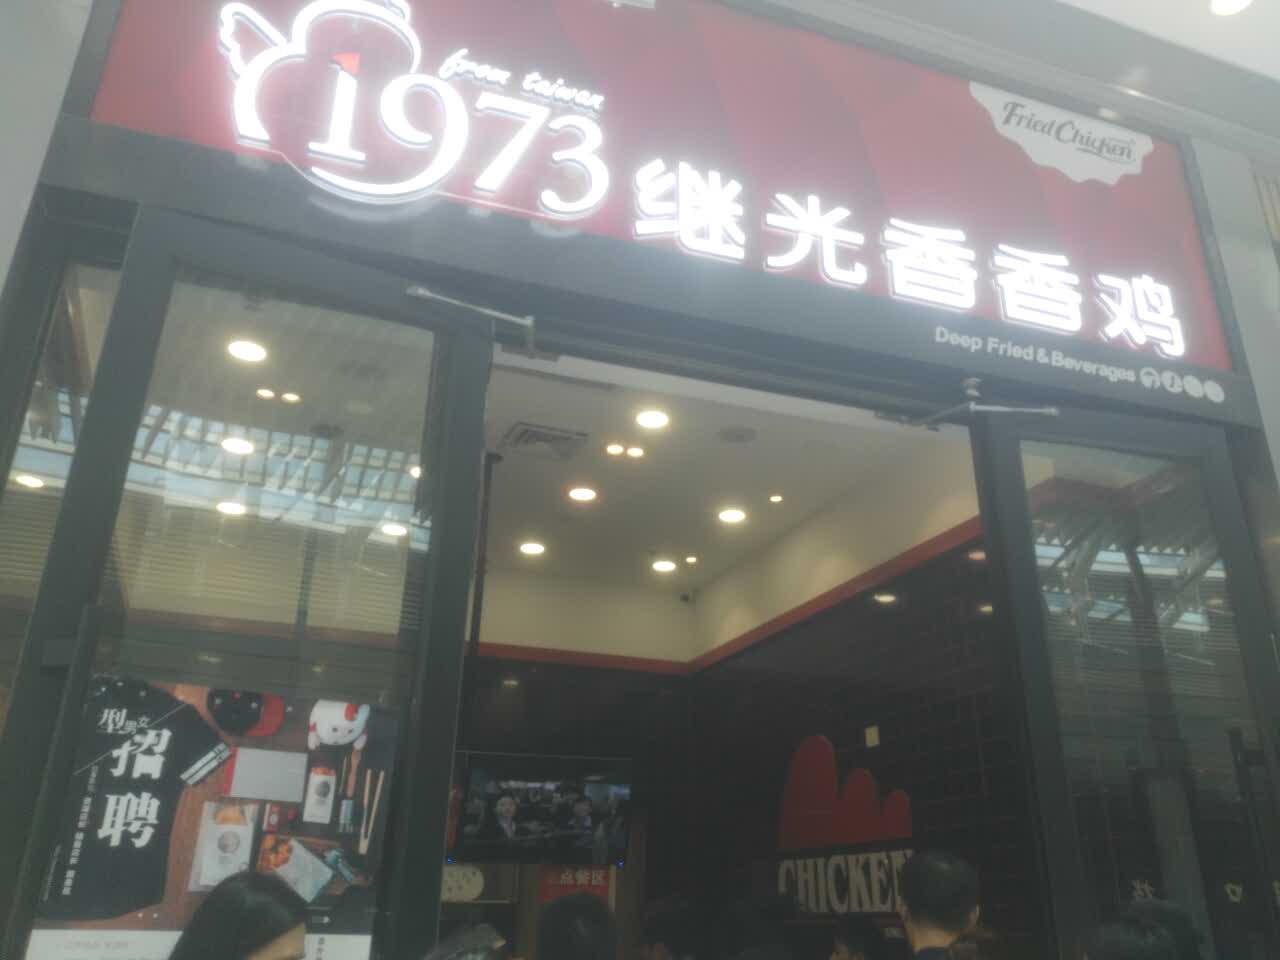 from taiwan
1973
继光香香鸡
Fried Chicken
Deep Fried & Beverages
型男女
招
聘
点餐区
CHICKEN